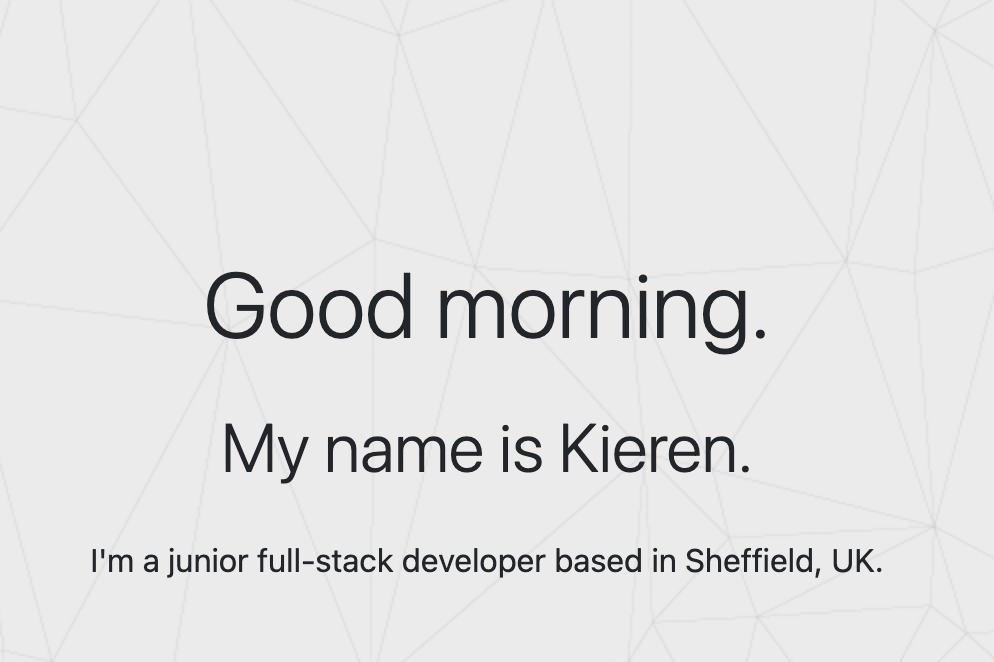 Good morning.
My name is Kieren.
I'm a junior full-stack developer based in Sheffield, UK.